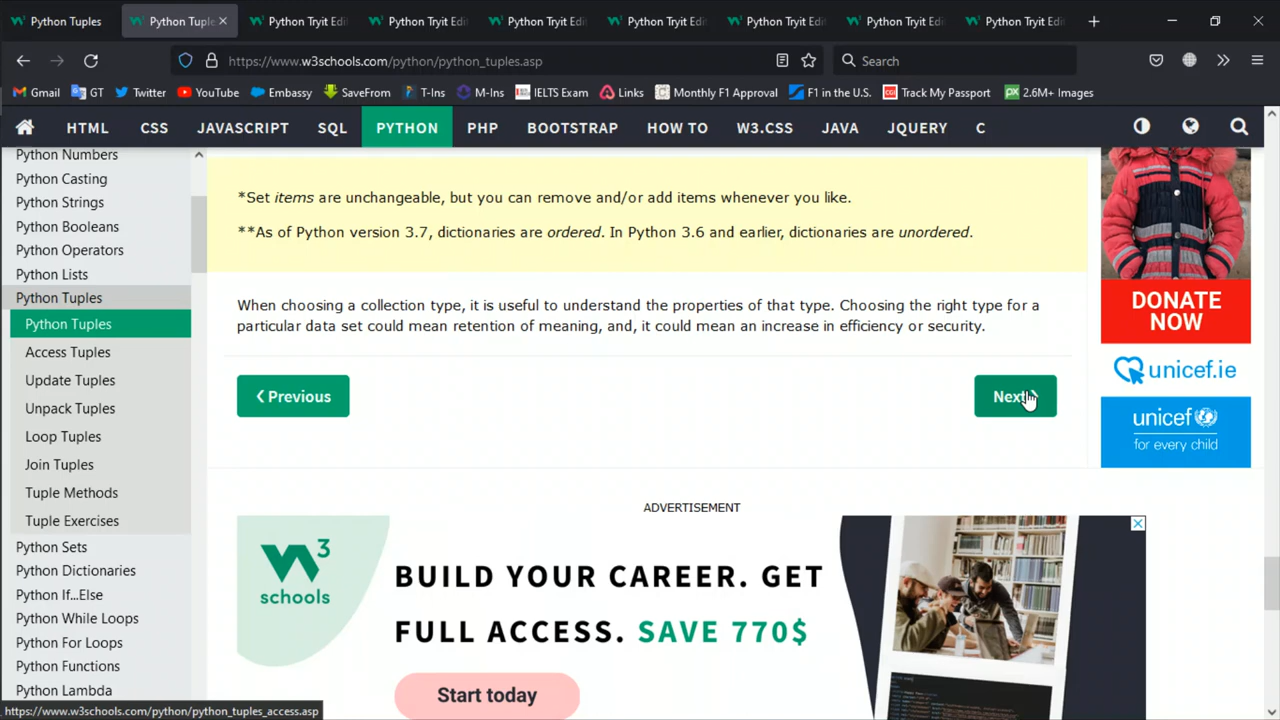 Python Tuples
Python Tuple
Python Tryit Edi
Python Tryit Edi
Python Tryit Edi
Python Tryit Edi
Python Tryit Edi
Python Tryit Edi
Python Tryit Edi
https://www.w3schools.com/python/python_tuples.asp
Search
Gmail
GT
Twitter
YouTube
Embassy
SaveFrom
T-Ins
M-Ins
IELTS Exam
Links
Monthly F1 Approval
F1 in the U.S.
CGI
Track My Passport
px
2.6M+ Images
HTML
CSS
JAVASCRIPT
SQL
PYTHON
PHP
BOOTSTRAP
HOW TO
W3.CSS
JAVA
JQUERY
C
Python Numbers
Python Casting
Python Strings
Python Booleans
Python Operators
Python Lists
Python Tuples
Python Tuples
Access Tuples
Update Tuples
Unpack Tuples
Loop Tuples
Join Tuples
Tuple Methods
Tuple Exercises
Python Sets
Python Dictionaries
Python If...Else
Python While Loops
Python For Loops
Python Functions
Python Lambda
*Set items are unchangeable, but you can remove and/or add items whenever you like.
**As of Python version 3.7, dictionaries are ordered. In Python 3.6 and earlier, dictionaries are unordered.
When choosing a collection type, it is useful to understand the properties of that type. Choosing the right type for a
particular data set could mean retention of meaning, and, it could mean an increase in efficiency or security.
❮ Previous
Next
DONATE
NOW
unicef.ie
unicef
for every child
ADVERTISEMENT
W3
schools
BUILD YOUR CAREER. GET
FULL ACCESS. SAVE 770$
Start today
https://www.w3schools.com/python/python_tuples_access.asp